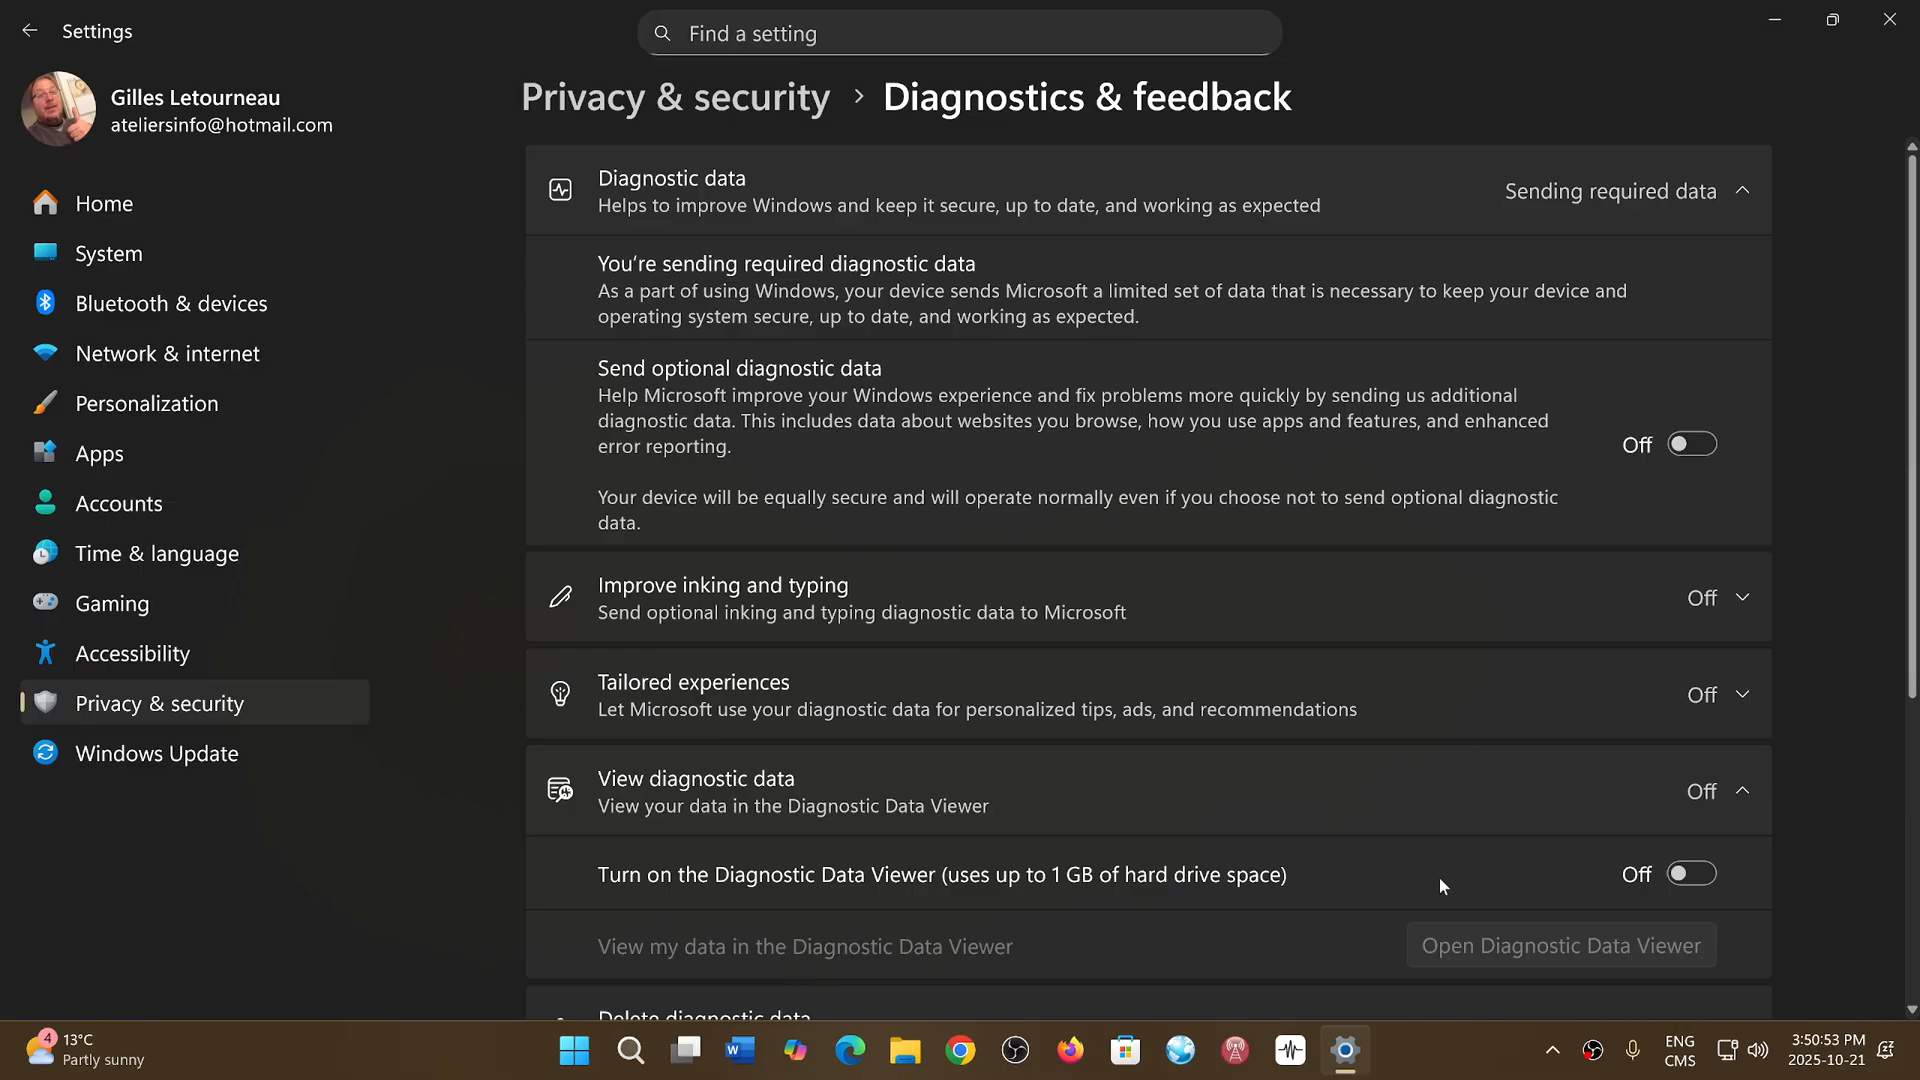 Settings
Find a setting
Gilles Letourneau
ateliersinfo@hotmail.com
Home
System
Bluetooth & devices
Network & internet
Personalization
Apps
Accounts
Time & language
Gaming
Accessibility
Privacy & security
Windows Update
Privacy & security > Diagnostics & feedback
Diagnostic data
Helps to improve Windows and keep it secure, up to date, and working as expected
Sending required data
You're sending required diagnostic data
As a part of using Windows, your device sends Microsoft a limited set of data that is necessary to keep your device and
operating system secure, up to date, and working as expected.
Send optional diagnostic data
Help Microsoft improve your Windows experience and fix problems more quickly by sending us additional
diagnostic data. This includes data about websites you browse, how you use apps and features, and enhanced
error reporting.
Off
Your device will be equally secure and will operate normally even if you choose not to send optional diagnostic
data.
Improve inking and typing
Send optional inking and typing diagnostic data to Microsoft
Off
Tailored experiences
Let Microsoft use your diagnostic data for personalized tips, ads, and recommendations
Off
View diagnostic data
View your data in the Diagnostic Data Viewer
Off
Turn on the Diagnostic Data Viewer (uses up to 1 GB of hard drive space)
Off
View my data in the Diagnostic Data Viewer
Open Diagnostic Data Viewer
Delete diagnostic data
4
13°C
Partly sunny
W
ENG
CMS
3:50:53 PM
2025-10-21